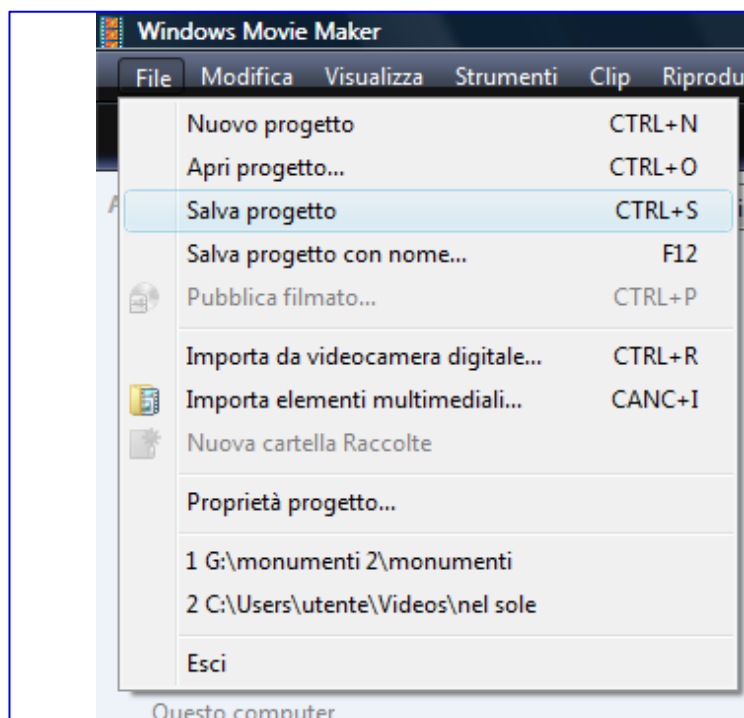 Windows Movie Maker
File Modifica Visualizza Strumenti Clip
Nuovo progetto CTRL+N
Apri progetto... CTRL+O
Salva progetto CTRL+S
Salva progetto con nome... F12
Pubblica filmato... CTRL+P
Importa da videocamera digitale... CTRL+R
Importa elementi multimediali... CANC+I
Nuova cartella Raccolte
Proprietà progetto...
1 G:\monumenti 2\monumenti
2 C:\Users\utente\Videos\nel sole
Esci
Questo computer